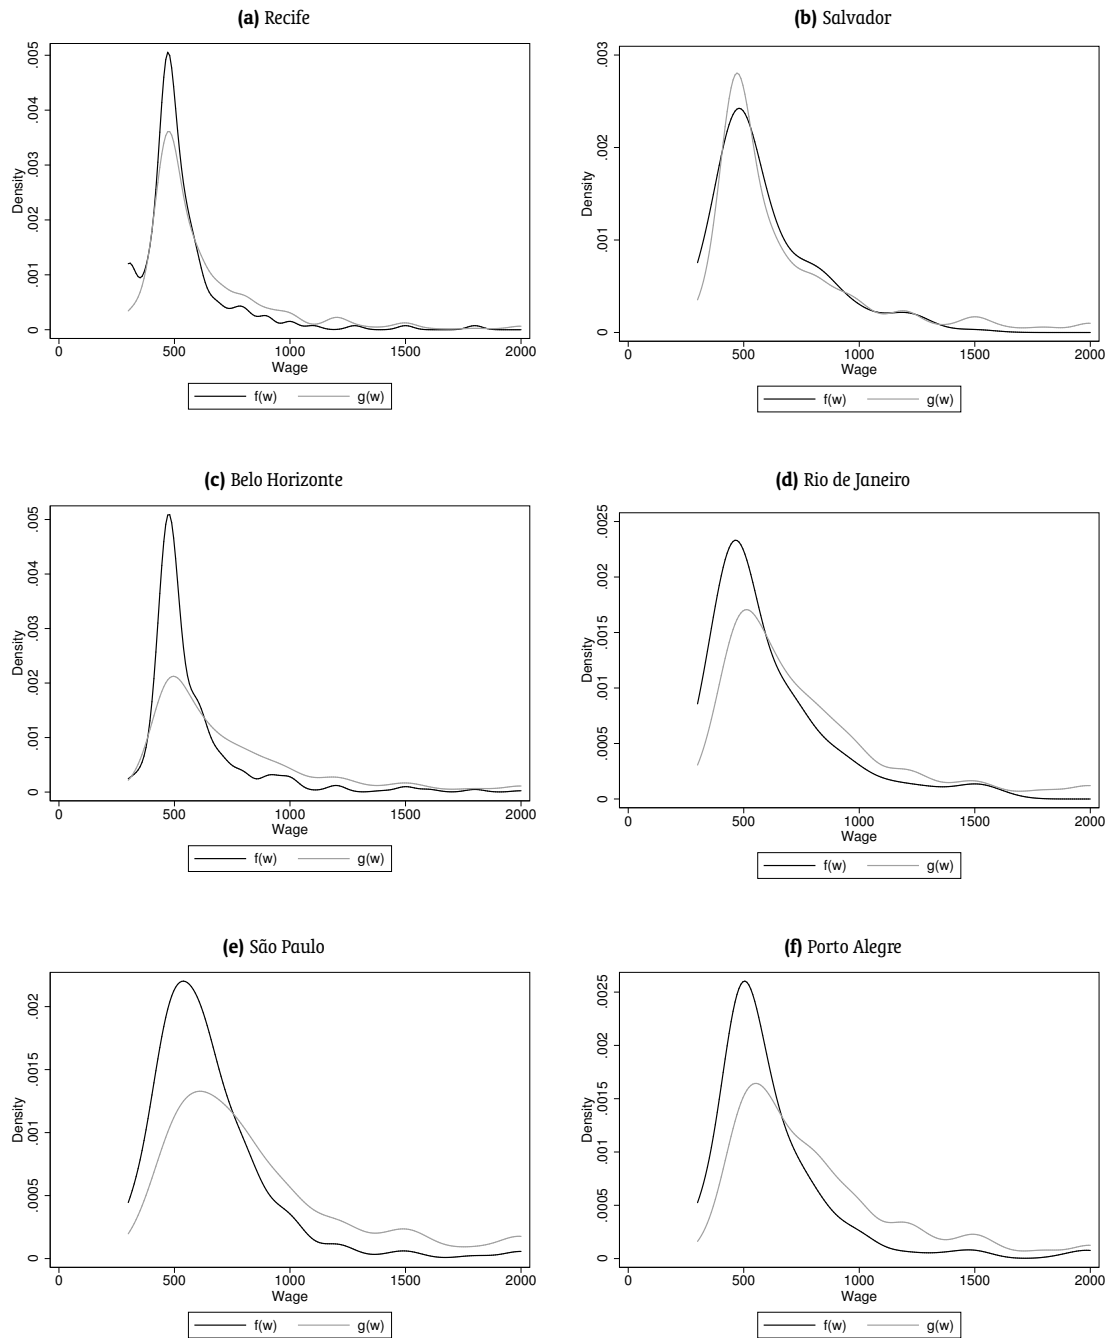 (a) Recife
Density
0 .001 .002 .003 .004 .005
0 500 1000 1500 2000
Wage
f(w) g(w)
(b) Salvador
Density
0 .001 .002 .003
0 500 1000 1500 2000
Wage
f(w) g(w)
(c) Belo Horizonte
Density
0 .001 .002 .003 .004 .005
0 500 1000 1500 2000
Wage
f(w) g(w)
(d) Rio de Janeiro
Density
0 .0005 .001 .0015 .002 .0025
0 500 1000 1500 2000
Wage
f(w) g(w)
(e) São Paulo
Density
0 .0005 .001 .0015 .002
0 500 1000 1500 2000
Wage
f(w) g(w)
(f) Porto Alegre
Density
0 .0005 .001 .0015 .002 .0025
0 500 1000 1500 2000
Wage
f(w) g(w)